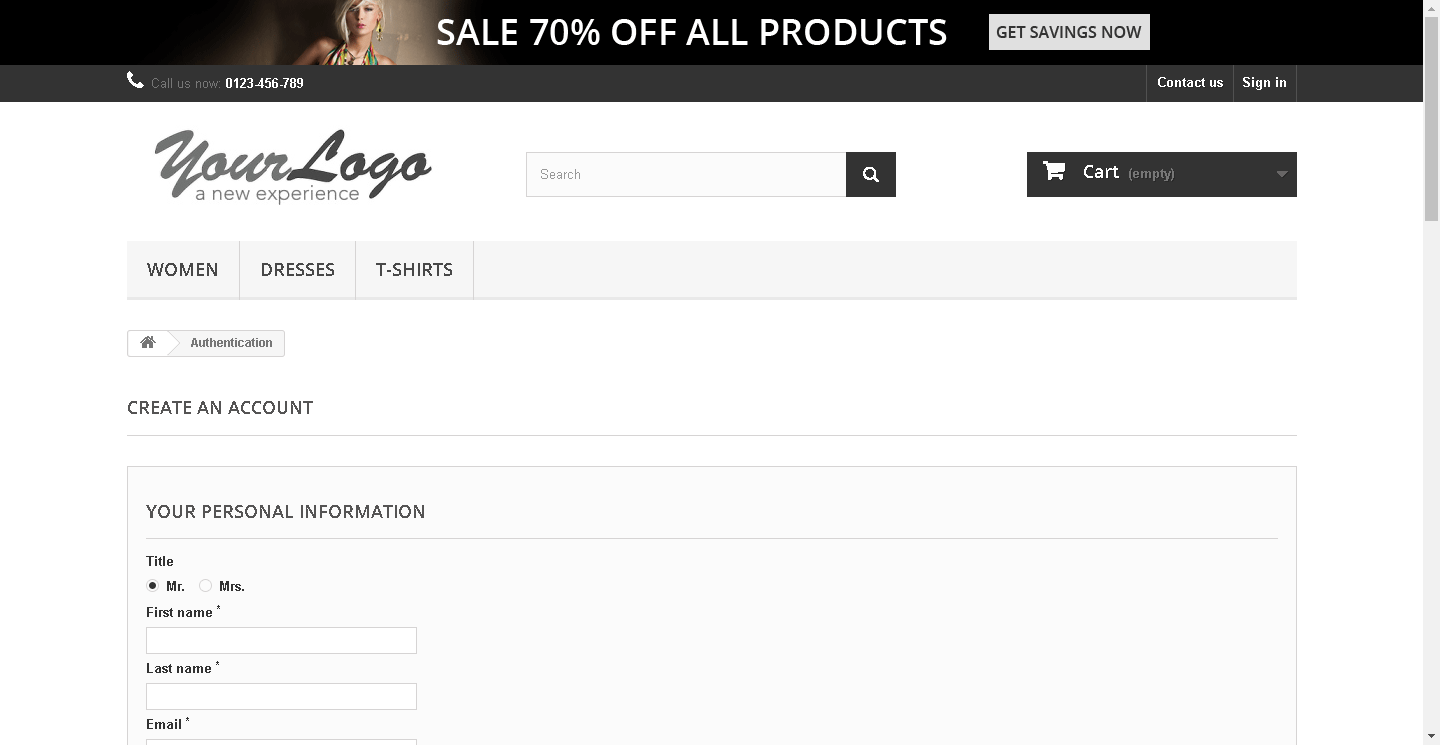 SALE 70% OFF ALL PRODUCTS GET SAVINGS NOW
Call us now: 0123-456-789 Contact us Sign in
YourLogo
a new experience
Search
Cart (empty)
WOMEN DRESSES T-SHIRTS
Authentication
CREATE AN ACCOUNT
YOUR PERSONAL INFORMATION
Title
Mr. Mrs.
First name *
Last name *
Email *